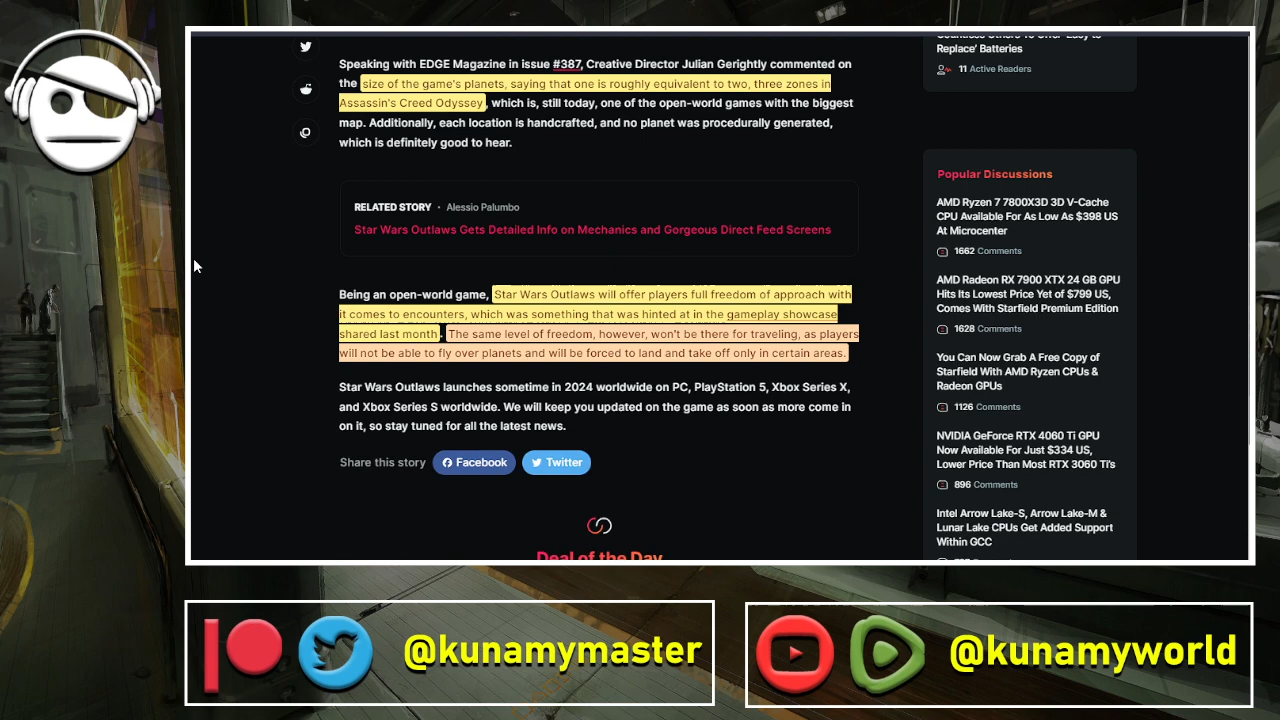 Speaking with EDGE Magazine in issue #387, Creative Director Julian Gerightly commented on
the size of the game's planets, saying that one is roughly equivalent to two, three zones in
Assassin's Creed Odyssey, which is, still today, one of the open-world games with the biggest
map. Additionally, each location is handcrafted, and no planet was procedurally generated,
which is definitely good to hear.
RELATED STORY • Alessio Palumbo
Star Wars Outlaws Gets Detailed Info on Mechanics and Gorgeous Direct Feed Screens
Being an open-world game, Star Wars Outlaws will offer players full freedom of approach with
it comes to encounters, which was something that was hinted at in the gameplay showcase
shared last month. The same level of freedom, however, won't be there for traveling, as players
will not be able to fly over planets and will be forced to land and take off only in certain areas.
Star Wars Outlaws launches sometime in 2024 worldwide on PC, PlayStation 5, Xbox Series X,
and Xbox Series S worldwide. We will keep you updated on the game as soon as more come in
on it, so stay tuned for all the latest news.
Share this story Facebook Twitter
Deal of the Day
Countless Others To Offer 'Easy to
Replace' Batteries
11 Active Readers
Popular Discussions
AMD Ryzen 7 7800X3D 3D V-Cache
CPU Available For As Low As $398 US
At Microcenter
1662 Comments
AMD Radeon RX 7900 XTX 24 GB GPU
Hits Its Lowest Price Yet of $799 US,
Comes With Starfield Premium Edition
1628 Comments
You Can Now Grab A Free Copy of
Starfield With AMD Ryzen CPUs &
Radeon GPUs
1126 Comments
NVIDIA GeForce RTX 4060 Ti GPU
Now Available For Just $334 US,
Lower Price Than Most RTX 3060 Ti's
896 Comments
Intel Arrow Lake-S, Arrow Lake-M &
Lunar Lake CPUs Get Added Support
Within GCC
@kunamymaster
@kunamyworld